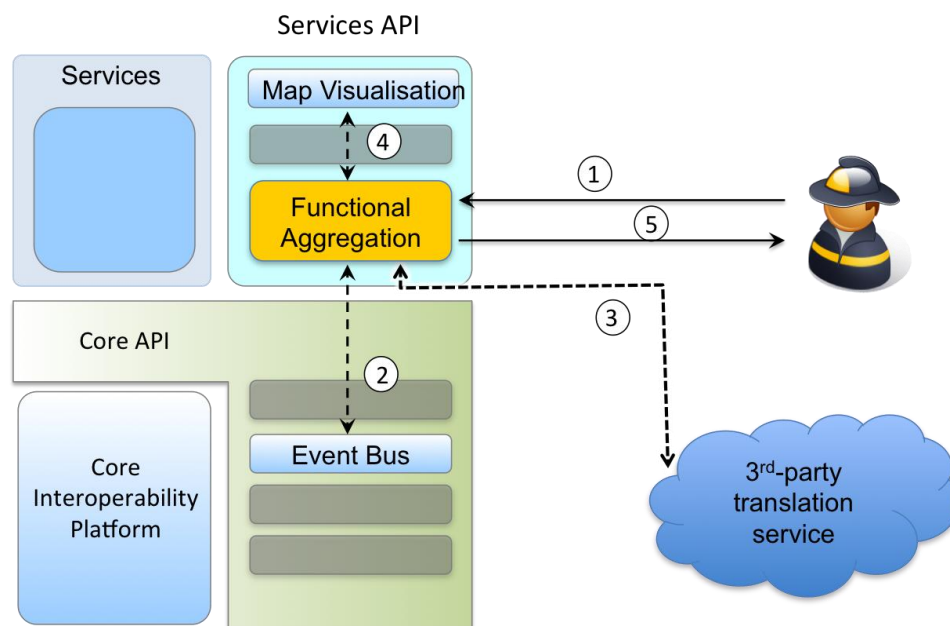 Services API
Services
Map Visualisation
4
Functional
Aggregation
1
5
3
Core API
2
Event Bus
Core
Interoperability
Platform
3rd-party
translation
service